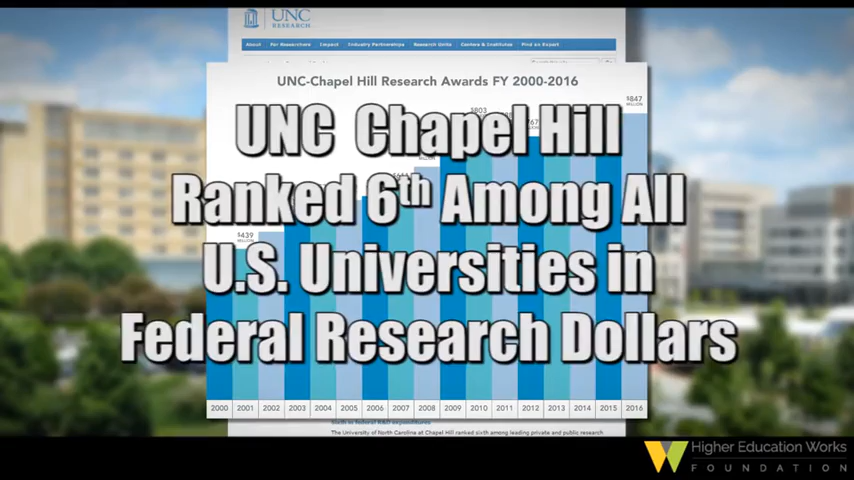 UNC
RESEARCH
About For Researchers Impact Industry Partnerships Research Units Centers & Institutes Find an Expert
UNC-Chapel Hill Research Awards FY 2000-2016
$847
MILLION
$803
UNC Chapel Hill
Ranked 6th Among All
$439
MILLION
U.S. Universities in
Federal Research Dollars
2000 2001 2002 2003 2004 2005 2006 2007 2008 2009 2010 2011 2012 2013 2014 2015 2016
Sixth in federal R&D expenditures
The University of North Carolina at Chapel Hill ranked sixth among leading private and public research
Higher Education Works
FOUNDATION